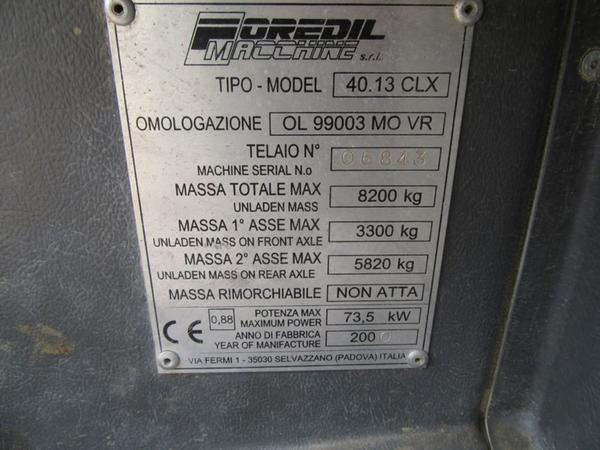 FOREDIL
MACCHINE s.r.l.
TIPO - MODEL 40.13 CLX
OMOLOGAZIONE OL 99003 MO VR
TELAIO N° 06843
MACHINE SERIAL N.o
MASSA TOTALE MAX 8200 kg
UNLADEN MASS
MASSA 1° ASSE MAX 3300 kg
UNLADEN MASS ON FRONT AXLE
MASSA 2° ASSE MAX 5820 kg
UNLADEN MASS ON REAR AXLE
MASSA RIMORCHIABILE NON ATTA
CE 0,88 POTENZA MAX 73,5 kW
MAXIMUM POWER
ANNO DI FABBRICA 2000
YEAR OF MANIFACTURE
VIA FERMI 1 - 35030 SELVAZZANO (PADOVA) ITALIA